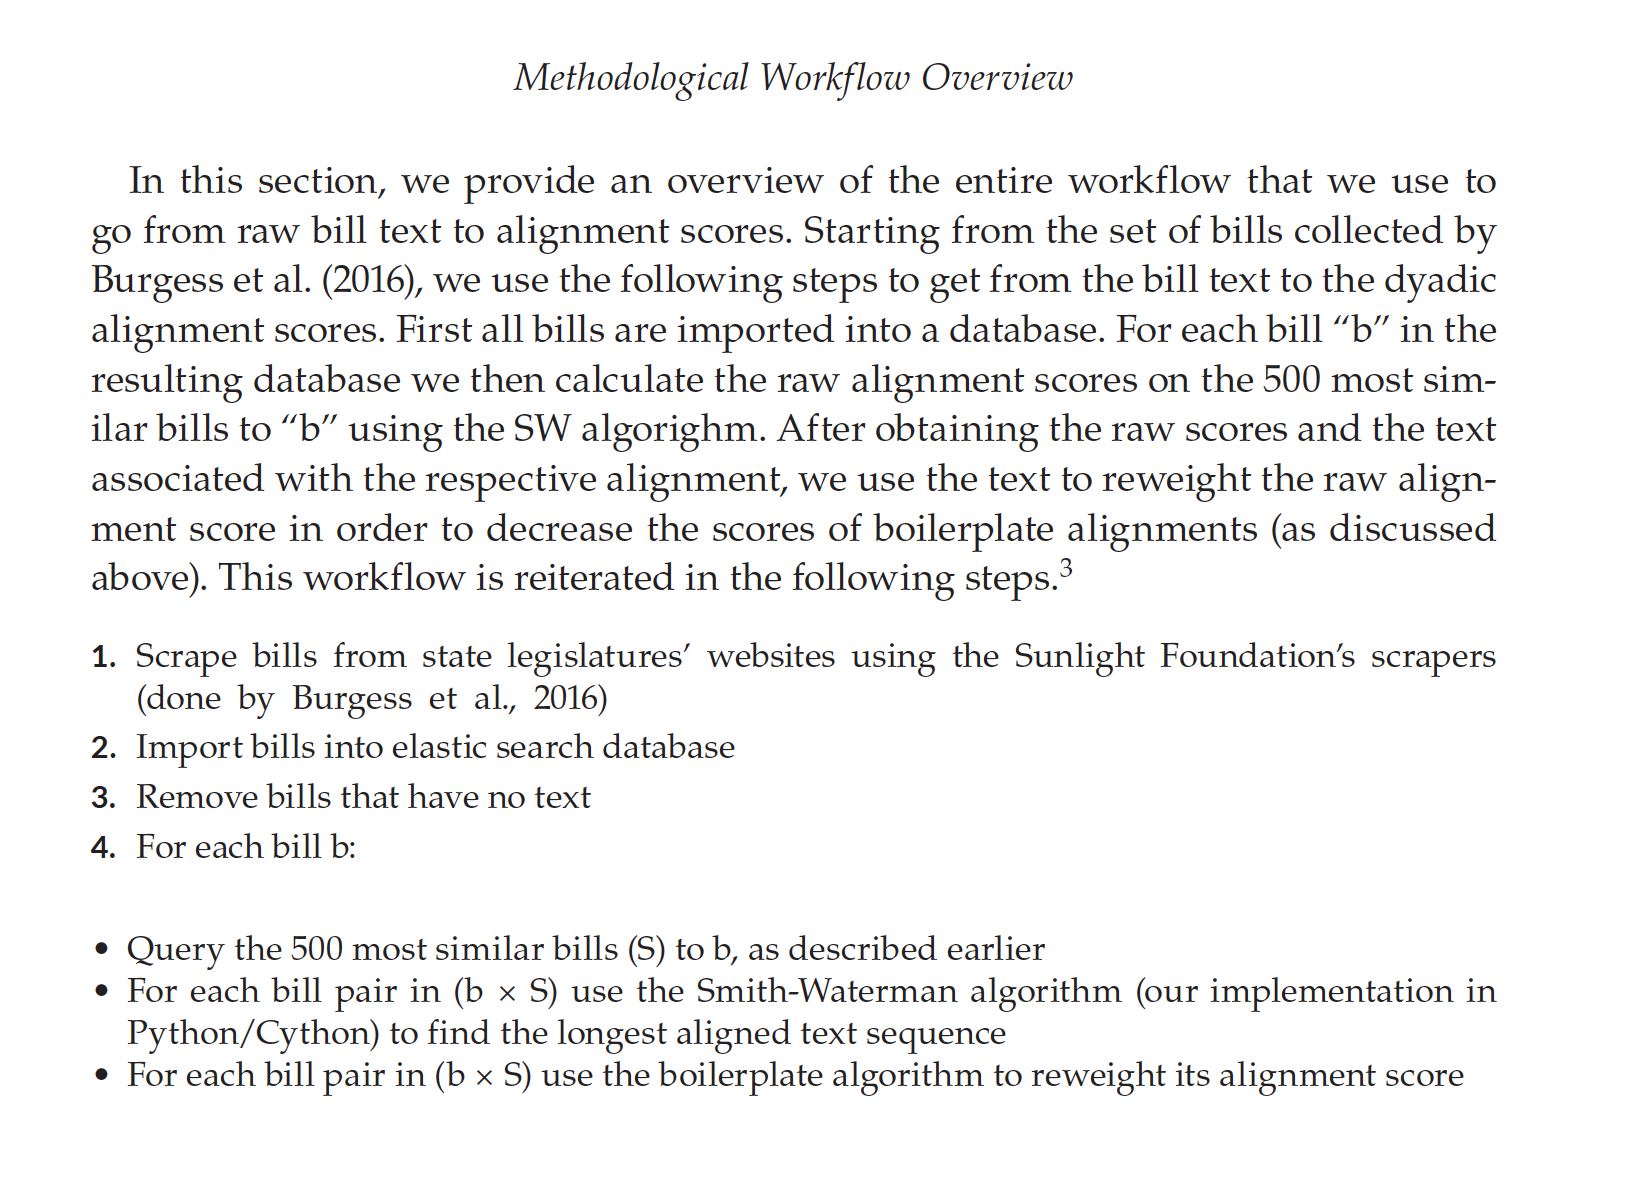 Methodological Workflow Overview
In this section, we provide an overview of the entire workflow that we use to
go from raw bill text to alignment scores. Starting from the set of bills collected by
Burgess et al. (2016), we use the following steps to get from the bill text to the dyadic
alignment scores. First all bills are imported into a database. For each bill “b” in the
resulting database we then calculate the raw alignment scores on the 500 most sim-
ilar bills to “b” using the SW algorighm. After obtaining the raw scores and the text
associated with the respective alignment, we use the text to reweight the raw align-
ment score in order to decrease the scores of boilerplate alignments (as discussed
above). This workflow is reiterated in the following steps.³
1. Scrape bills from state legislatures’ websites using the Sunlight Foundation’s scrapers
(done by Burgess et al., 2016)
2. Import bills into elastic search database
3. Remove bills that have no text
4. For each bill b:
• Query the 500 most similar bills (S) to b, as described earlier
• For each bill pair in (b × S) use the Smith-Waterman algorithm (our implementation in
Python/Cython) to find the longest aligned text sequence
• For each bill pair in (b × S) use the boilerplate algorithm to reweight its alignment score